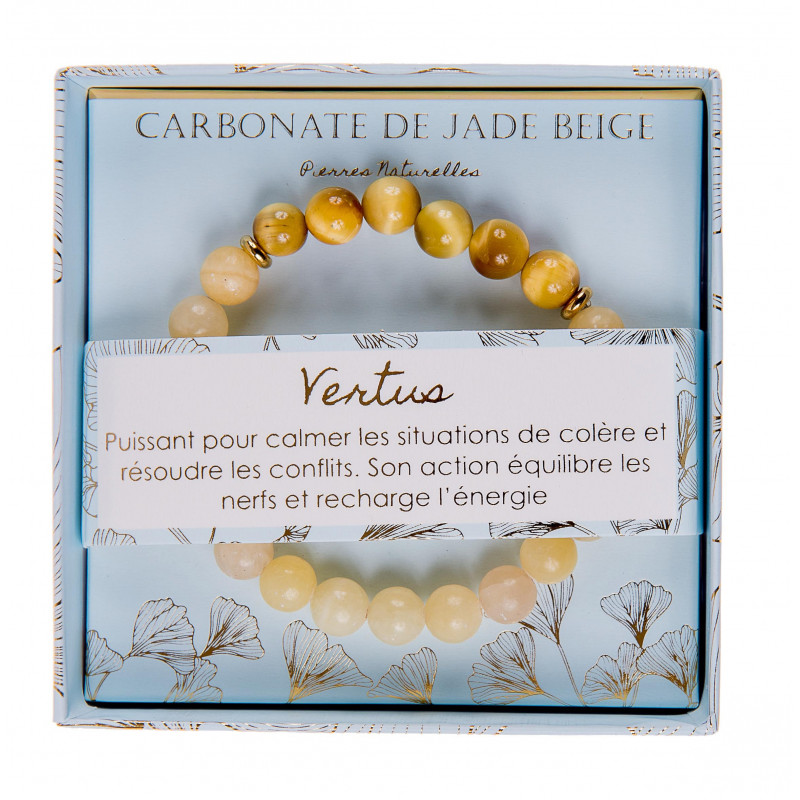 CARBONATE DE JADE BEIGE
Pierres Naturelles
Vertus
Puissant pour calmer les situations de colère et
résoudre les conflits. Son action équilibre les
nerfs et recharge l'énergie